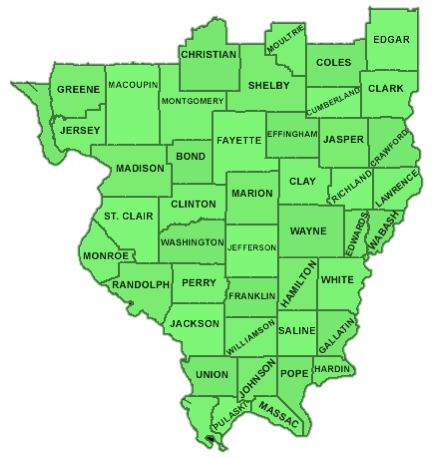 MOULTRIE
EDGAR
CHRISTIAN
COLES
SHELBY
CLARK
GREENE
MACOUPIN
MONTGOMERY
CUMBERLAND
JERSEY
FAYETTE
EFFINGHAM
JASPER
CRAWFORD
BOND
MADISON
CLAY
RICHLAND
LAWRENCE
MARION
CLINTON
ST. CLAIR
WAYNE
EDWARDS
WABASH
WASHINGTON
JEFFERSON
MONROE
RANDOLPH
PERRY
HAMILTON
WHITE
FRANKLIN
JACKSON
WILLIAMSON
SALINE
GALLATIN
UNION
JOHNSON
POPE
HARDIN
PULASKI
MASSAC